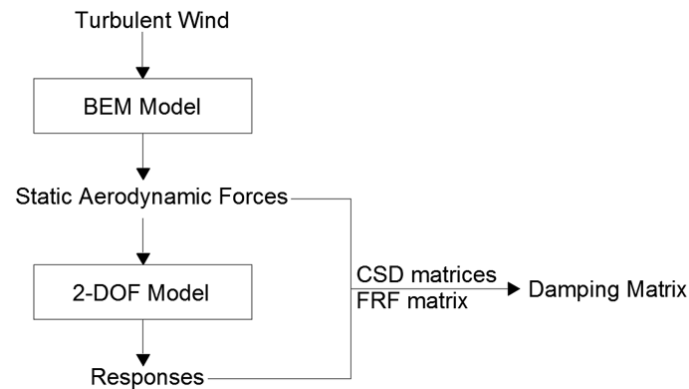 Turbulent Wind
BEM Model
Static Aerodynamic Forces
2-DOF Model
CSD matrices
FRF matrix
Damping Matrix
Responses